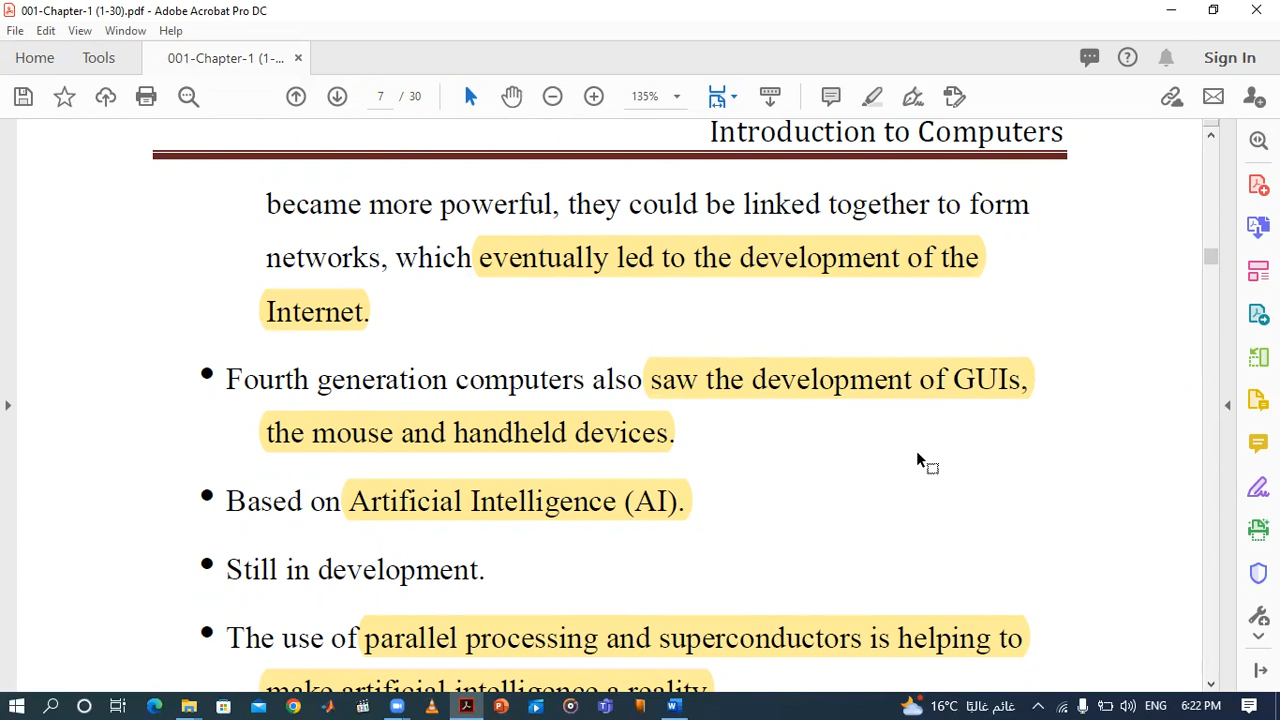 001-Chapter-1 (1-30).pdf - Adobe Acrobat Pro DC
File Edit View Window Help
Home Tools 001-Chapter-1 (1-... × Sign In
7 / 30 135%
Introduction to Computers
became more powerful, they could be linked together to form
networks, which eventually led to the development of the
Internet.
• Fourth generation computers also saw the development of GUIs,
the mouse and handheld devices.
• Based on Artificial Intelligence (AI).
• Still in development.
• The use of parallel processing and superconductors is helping to
make artificial intelligence a reality.
16°C غائم غالبًا 6:22 PM